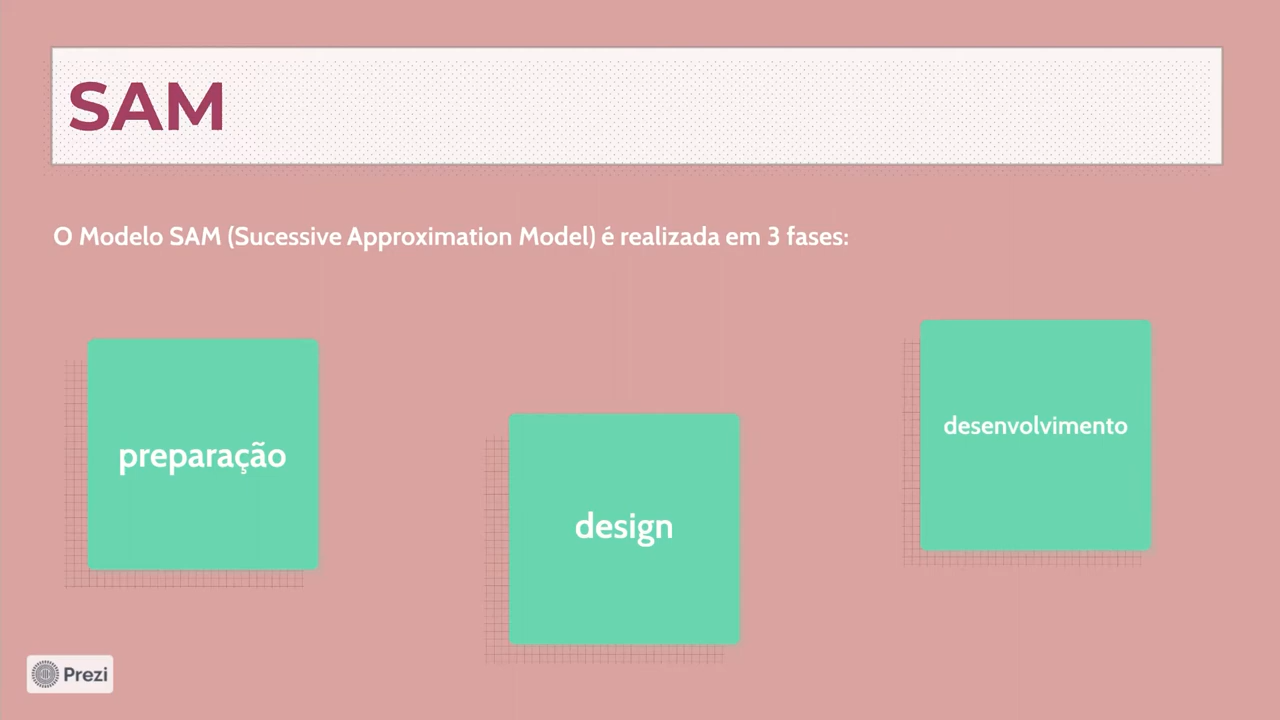 SAM
O Modelo SAM (Sucessive Approximation Model) é realizada em 3 fases:
preparação
design
desenvolvimento
Prezi